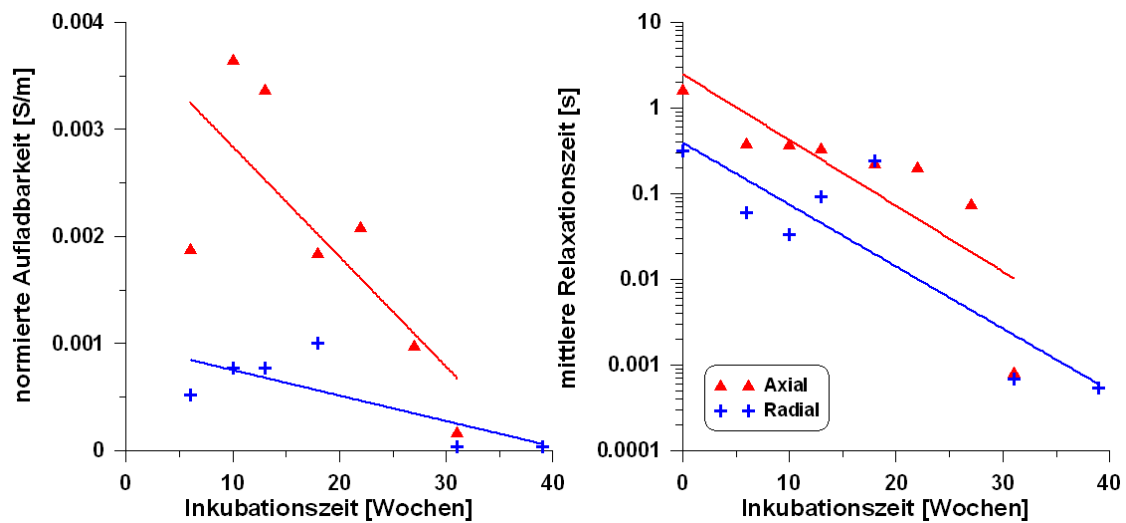 normierte Aufladbarkeit [S/m]
0.004
0.003
0.002
0.001
0
0 10 20 30 40
Inkubationszeit [Wochen]
mittlere Relaxationszeit [s]
10
1
0.1
0.01
0.001
0.0001
Axial
Radial
0 10 20 30 40
Inkubationszeit [Wochen]